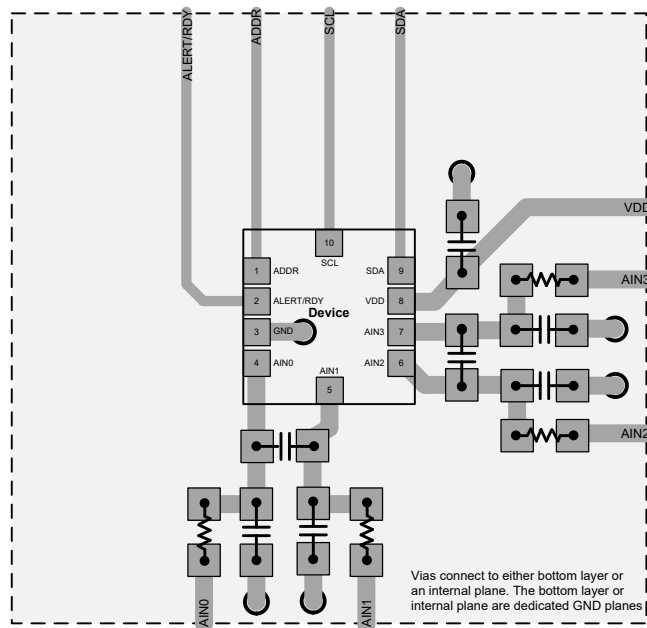 ALERT/RDY
ADDR
SCL
SDA
VDD
10
SCL
1 ADDR
SDA 9
AIN3
2 ALERT/RDY
VDD 8
Device
3 GND
AIN3 7
4 AIN0
AIN2 6
AIN1
5
AIN2
AIN0
AIN1
Vias connect to either bottom layer or
an internal plane. The bottom layer or
internal plane are dedicated GND planes